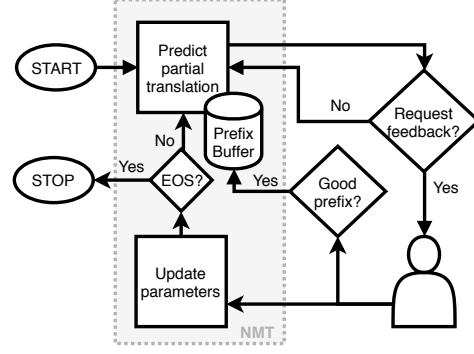 START
Predict
partial
translation
No
Request
feedback?
Prefix
Buffer
No
Yes
STOP
EOS?
Yes
Good
prefix?
Yes
Update
parameters
NMT